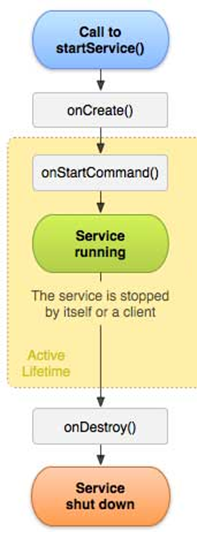 Call to
startService()
onCreate()
onStartCommand()
Service
running
The service is stopped
by itself or a client
Active
Lifetime
onDestroy()
Service
shut down